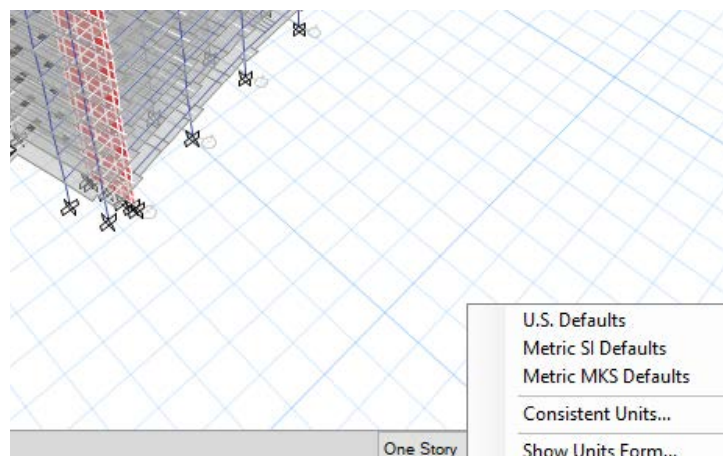 U.S. Defaults
Metric SI Defaults
Metric MKS Defaults
Consistent Units...
One Story
Show Units Form...